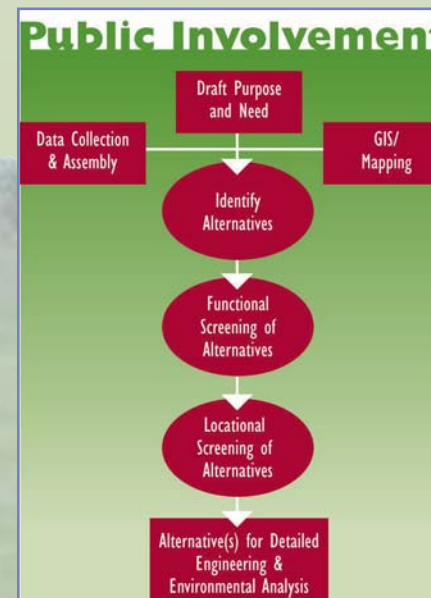 Public Involvement
Draft Purpose
and Need
Data Collection
& Assembly
GIS/
Mapping
Identify
Alternatives
Functional
Screening of
Alternatives
Locational
Screening of
Alternatives
Alternative(s) for Detailed
Engineering &
Environmental Analysis